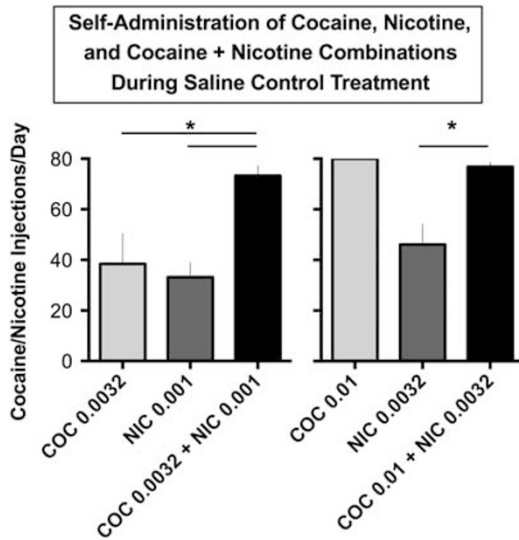 Self-Administration of Cocaine, Nicotine,
and Cocaine + Nicotine Combinations
During Saline Control Treatment
*
*
Cocaine/Nicotine Injections/Day
80
60
40
20
0
COC 0.0032
NIC 0.001
COC 0.0032 + NIC 0.001
COC 0.01
NIC 0.0032
COC 0.01 + NIC 0.0032